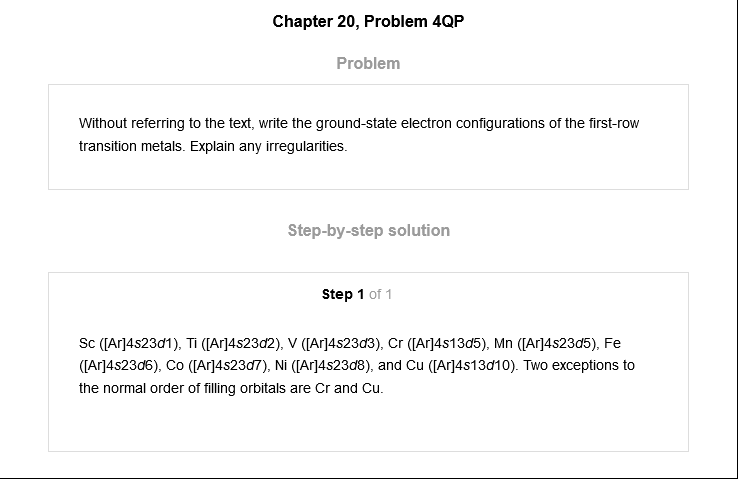 Chapter 20, Problem 4QP
Problem
Without referring to the text, write the ground-state electron configurations of the first-row
transition metals. Explain any irregularities.
Step-by-step solution
Step 1 of 1
Sc ([Ar]4s23d1), Ti ([Ar]4s23d2), V ([Ar]4s23d3), Cr ([Ar]4s13d5), Mn ([Ar]4s23d5), Fe
([Ar]4s23d6), Co ([Ar]4s23d7), Ni ([Ar]4s23d8), and Cu ([Ar]4s13d10). Two exceptions to
the normal order of filling orbitals are Cr and Cu.